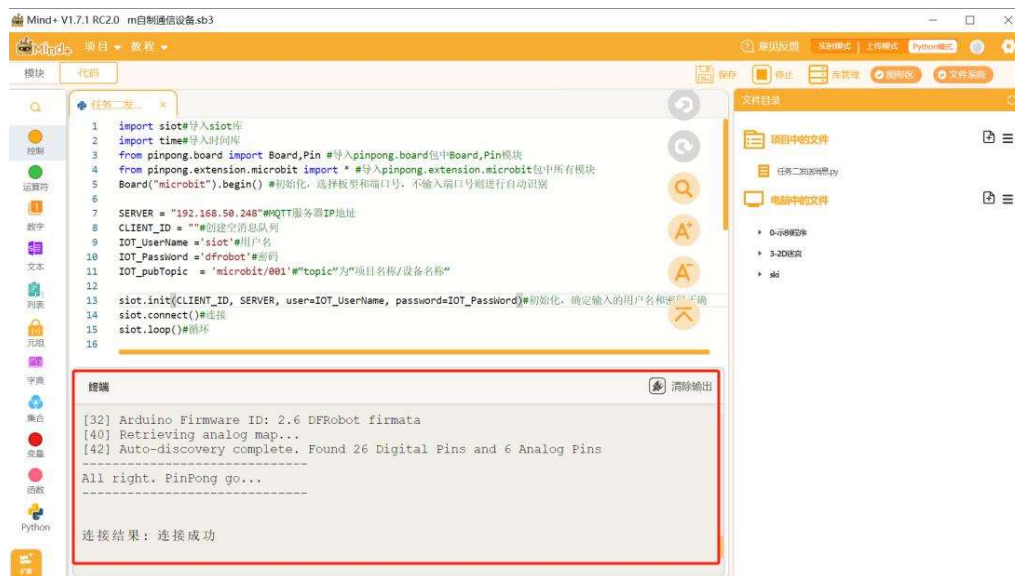 Mind+ V1.7.1 RC2.0 m自制通信设备.sb3
Mind+ 项目 教程 意见反馈 实时模式 上传模式 Python模式
模块 代码 保存 停止 库管理 图形区 文件系统
任务二发... ×
文件目录
控制
运算符
数字
文本
列表
元组
字典
集合
变量
函数
Python
扩展
1 import siot#导入siot库
2 import time#导入时间库
3 from pinpong.board import Board,Pin #导入pinpong.board包中Board,Pin模块
4 from pinpong.extension.microbit import * #导入pinpong.extension.microbit包中所有模块
5 Board("microbit").begin() #初始化,选择板型和端口号,不输入端口号则进行自动识别
6
7 SERVER = "192.168.50.248"#MQTT服务器IP地址
8 CLIENT_ID = ""#创建空消息队列
9 IOT_UserName ='siot'#用户名
10 IOT_PassWord ='dfrobot'#密码
11 IOT_pubTopic = 'microbit/001'#"topic"为"项目名称/设备名称"
12
13 siot.init(CLIENT_ID, SERVER, user=IOT_UserName, password=IOT_PassWord)#初始化,确定输入的用户名和密码正确
14 siot.connect()#连接
15 siot.loop()#循环
16
项目中的文件
任务二发送消息.py
电脑中的文件
0-示例程序
3-2D迷宫
ski
终端 清除输出
[32] Arduino Firmware ID: 2.6 DFRobot firmata
[40] Retrieving analog map...
[42] Auto-discovery complete. Found 26 Digital Pins and 6 Analog Pins
------------------------------
All right. PinPong go...
------------------------------
连接结果: 连接成功